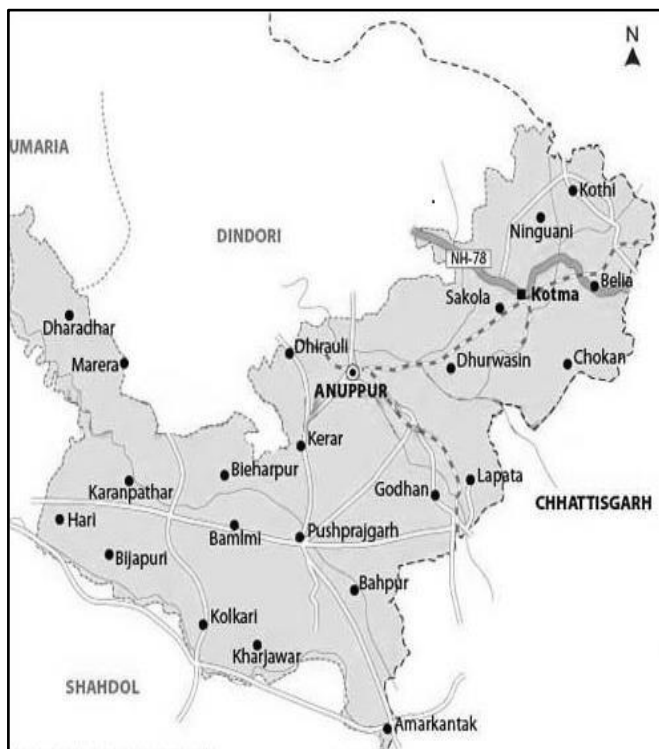 N
UMARIA
Kothi
Ninguani
DINDORI
NH-78
Belia
Kotma
Sakola
Dharadhar
Dhirauli
Marera
Dhurwasin
Chokan
ANUPPUR
Kerar
Bieharpur
Lapata
Karanpathar
Godhan
CHHATTISGARH
Hari
Bamlmi
Pushprajgarh
Bijapuri
Bahpur
Kolkari
Kharjawar
SHAHDOL
Amarkantak